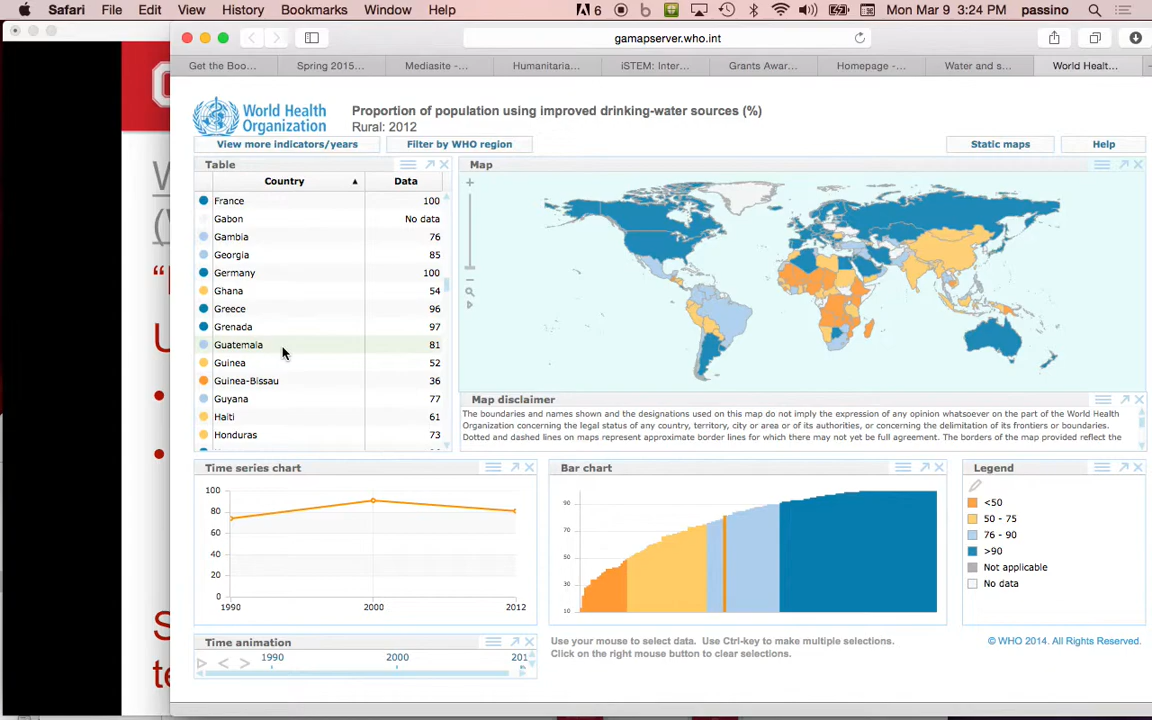 Safari File Edit View History Bookmarks Window Help
6
Mon Mar 9 3:24 PM passino
gamapserver.who.int
Get the Boo... Spring 2015... Mediasite -... Humanitaria... iSTEM: Inter... Grants Awar... Homepage -... Water and s... World Healt...
World Health
Organization
Proportion of population using improved drinking-water sources (%)
Rural: 2012
View more indicators/years Filter by WHO region Static maps Help
Table
Country Data
France 100
Gabon No data
Gambia 76
Georgia 85
Germany 100
Ghana 54
Greece 96
Grenada 97
Guatemala 81
Guinea 52
Guinea-Bissau 36
Guyana 77
Haiti 61
Honduras 73
Map
Map disclaimer
The boundaries and names shown and the designations used on this map do not imply the expression of any opinion whatsoever on the part of the World Health
Organization concerning the legal status of any country, territory, city or area or of its authorities, or concerning the delimitation of its frontiers or boundaries.
Dotted and dashed lines on maps represent approximate border lines for which there may not yet be full agreement. The borders of the map provided reflect the
Time series chart
100
80
60
40
20
0
1990 2000 2012
Bar chart
90
70
50
30
10
Legend
<50
50 - 75
76 - 90
>90
Not applicable
No data
Time animation
1990 2000 201
Use your mouse to select data. Use Ctrl-key to make multiple selections.
Click on the right mouse button to clear selections.
© WHO 2014. All Rights Reserved.